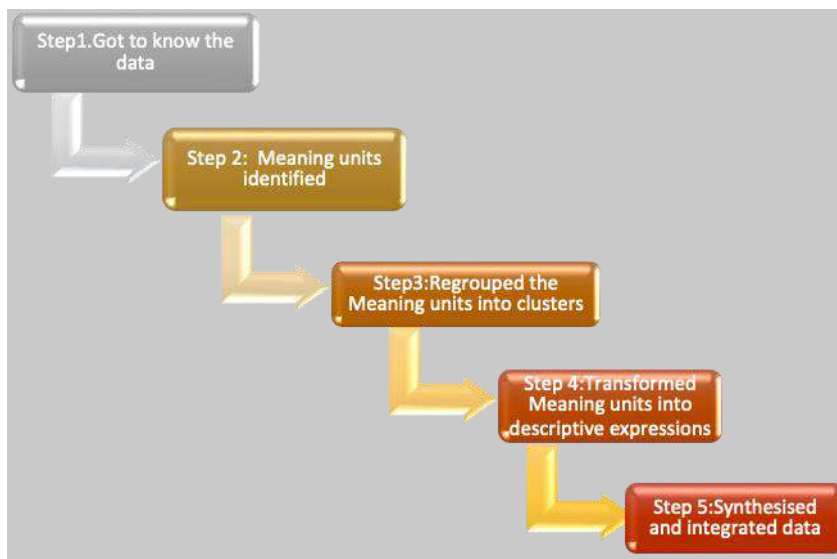 Step1.Got to know the
data
Step 2:  Meaning units
identified
Step3:Regrouped the
Meaning units into clusters
Step 4:Transformed
Meaning units into
descriptive expressions
Step 5:Synthesised
and integrated data